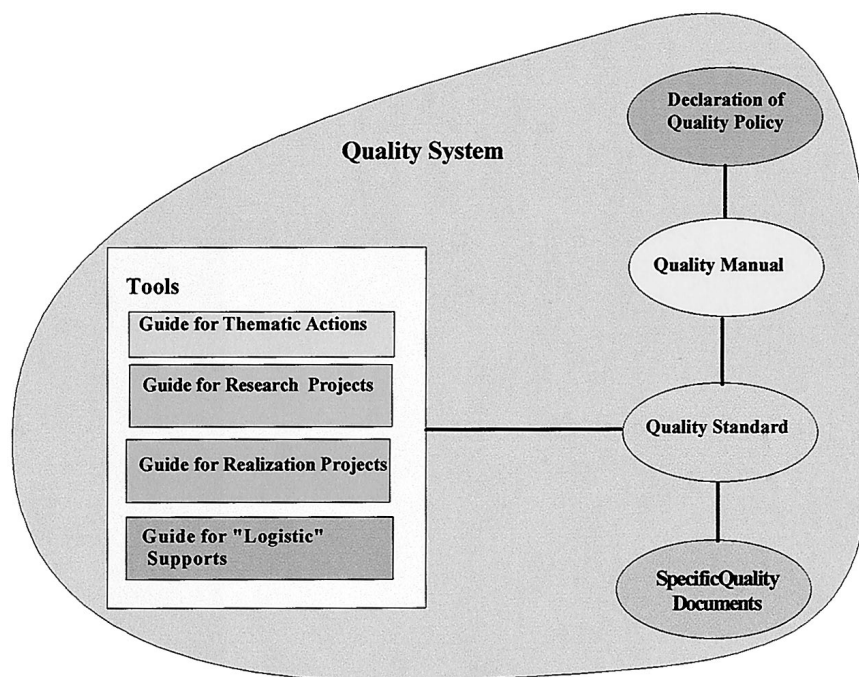 Quality System
Declaration of
Quality Policy
Quality Manual
Quality Standard
SpecificQuality
Documents
Tools
Guide for Thematic Actions
Guide for Research Projects
Guide for Realization Projects
Guide for "Logistic"
Supports